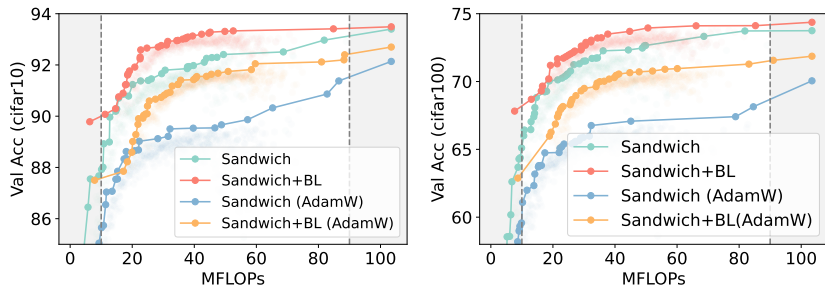 94
92
90
88
86
Val Acc (cifar10)
Sandwich
Sandwich+BL
Sandwich (AdamW)
Sandwich+BL (AdamW)
0 20 40 60 80 100
MFLOPs
75
70
65
60
Val Acc (cifar100)
Sandwich
Sandwich+BL
Sandwich (AdamW)
Sandwich+BL(AdamW)
0 20 40 60 80 100
MFLOPs